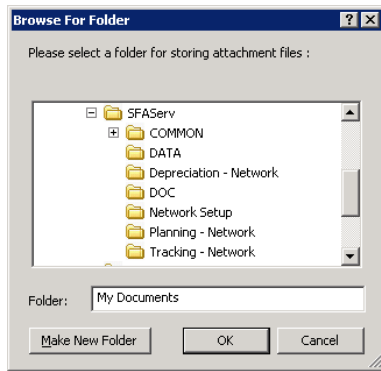 Browse For Folder
Please select a folder for storing attachment files :
SFAServ
COMMON
DATA
Depreciation - Network
DOC
Network Setup
Planning - Network
Tracking - Network
Folder: My Documents
Make New Folder OK Cancel